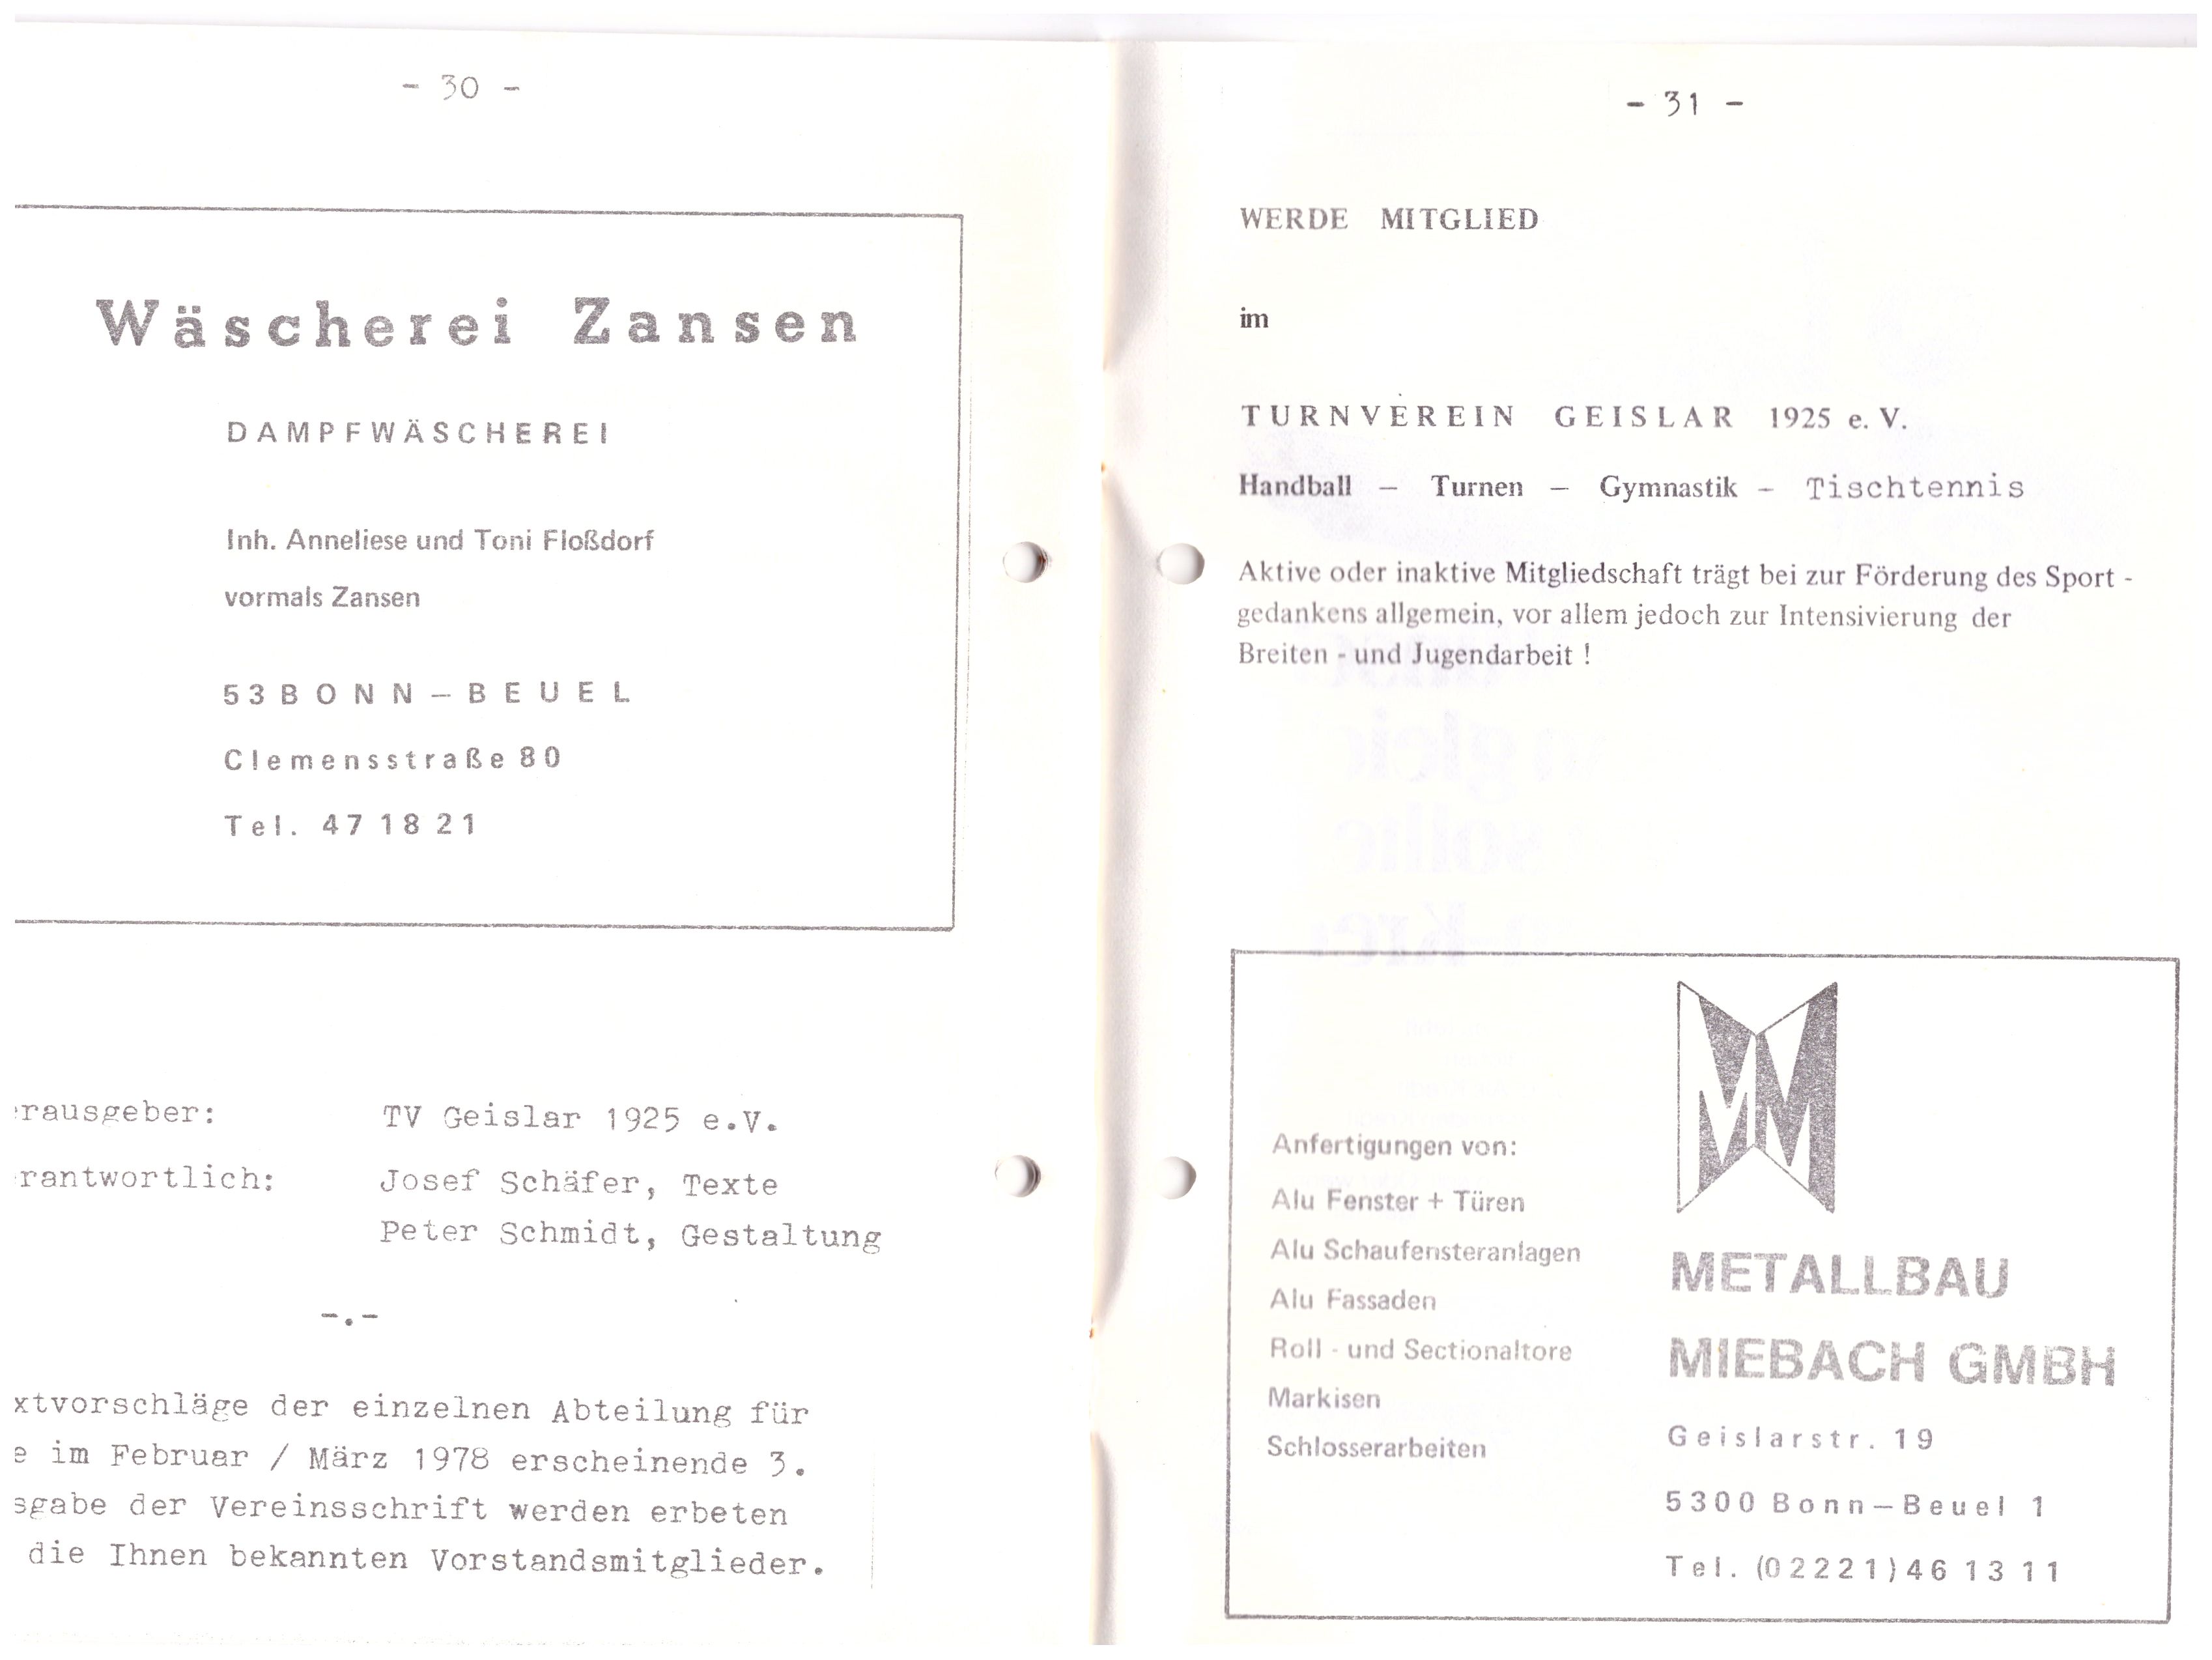 - 30 -
Wäscherei Zansen
DAMPFWÄSCHEREI
Inh. Anneliese und Toni Floßdorf
vormals Zansen
53 BONN – BEUEL
Clemensstraße 80
Tel. 47 18 21
rausgeber: TV Geislar 1925 e.V.
rantwortlich: Josef Schäfer, Texte
Peter Schmidt, Gestaltung
-.-
xtvorschläge der einzelnen Abteilung für
e im Februar / März 1978 erscheinende 3.
sgabe der Vereinsschrift werden erbeten
die Ihnen bekannten Vorstandsmitglieder.
- 31 -
WERDE MITGLIED
im
TURNVEREIN GEISLAR 1925 e. V.
Handball – Turnen – Gymnastik – Tischtennis
Aktive oder inaktive Mitgliedschaft trägt bei zur Förderung des Sport -
gedankens allgemein, vor allem jedoch zur Intensivierung der
Breiten - und Jugendarbeit !
MM
Anfertigungen von:
Alu Fenster + Türen
Alu Schaufensteranlagen
Alu Fassaden
Roll - und Sectionaltore
Markisen
Schlosserarbeiten
METALLBAU
MIEBACH GMBH
Geislarstr. 19
5300 Bonn – Beuel 1
Tel. (02221) 46 13 11